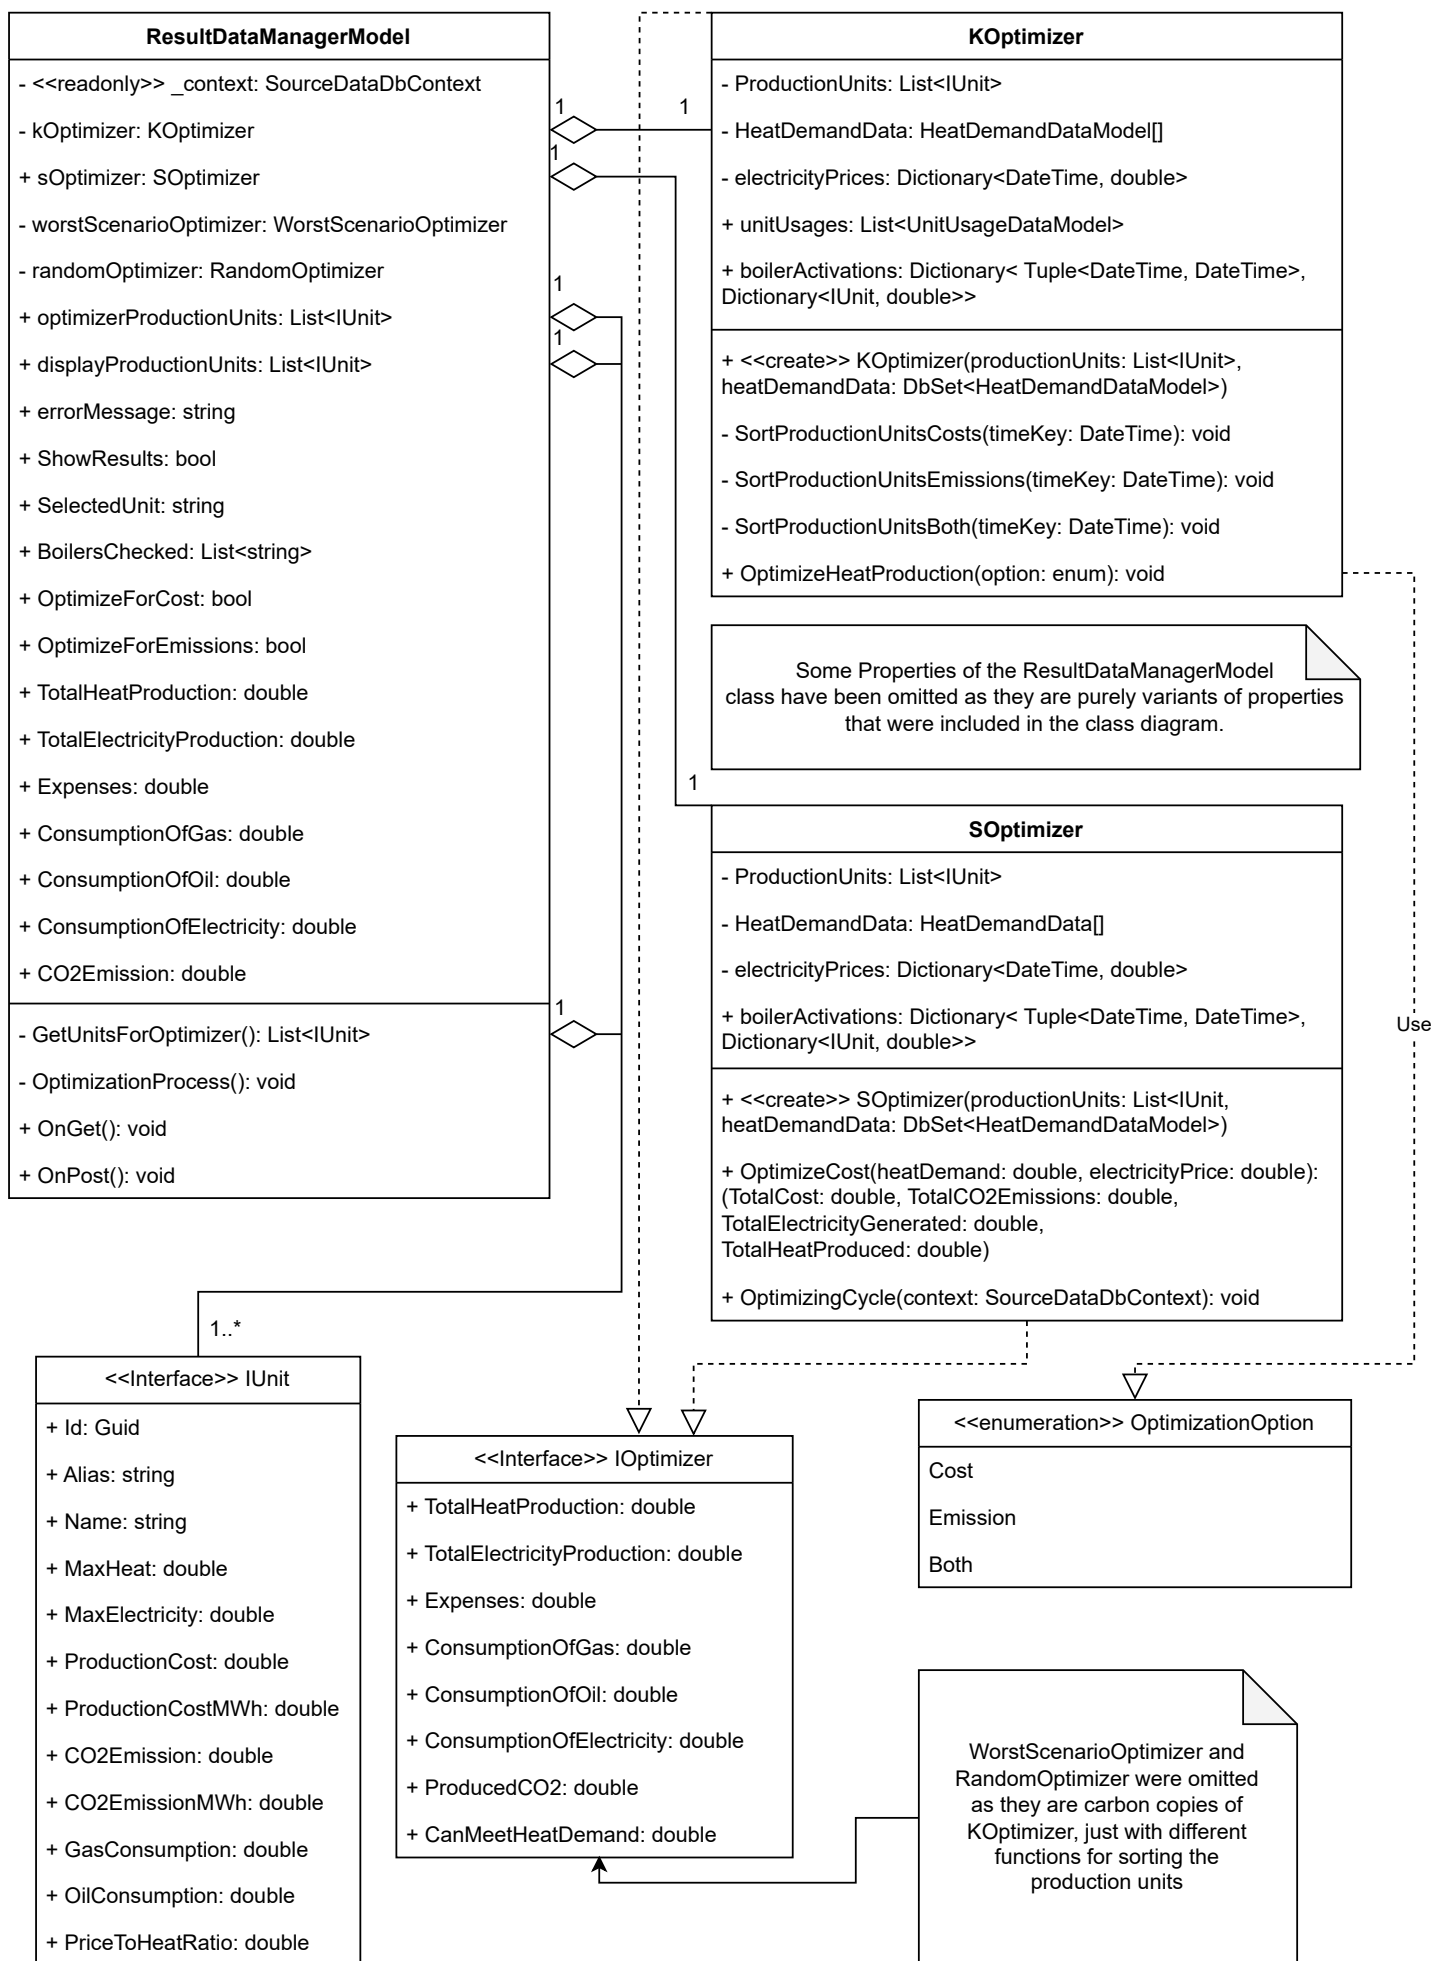 ResultDataManagerModel
- <<readonly>> _context: SourceDataDbContext
- kOptimizer: KOptimizer
+ sOptimizer: SOptimizer
- worstScenarioOptimizer: WorstScenarioOptimizer
- randomOptimizer: RandomOptimizer
+ optimizerProductionUnits: List<IUnit>
+ displayProductionUnits: List<IUnit>
+ errorMessage: string
+ ShowResults: bool
+ SelectedUnit: string
+ BoilersChecked: List<string>
+ OptimizeForCost: bool
+ OptimizeForEmissions: bool
+ TotalHeatProduction: double
+ TotalElectricityProduction: double
+ Expenses: double
+ ConsumptionOfGas: double
+ ConsumptionOfOil: double
+ ConsumptionOfElectricity: double
+ CO2Emission: double
- GetUnitsForOptimizer(): List<IUnit>
- OptimizationProcess(): void
+ OnGet(): void
+ OnPost(): void
1
1
1
1
1
1
1
1..*
KOptimizer
- ProductionUnits: List<IUnit>
- HeatDemandData: HeatDemandDataModel[]
- electricityPrices: Dictionary<DateTime, double>
+ unitUsages: List<UnitUsageDataModel>
+ boilerActivations: Dictionary< Tuple<DateTime, DateTime>,
Dictionary<IUnit, double>>
+ <<create>> KOptimizer(productionUnits: List<IUnit>,
heatDemandData: DbSet<HeatDemandDataModel>)
- SortProductionUnitsCosts(timeKey: DateTime): void
- SortProductionUnitsEmissions(timeKey: DateTime): void
- SortProductionUnitsBoth(timeKey: DateTime): void
+ OptimizeHeatProduction(option: enum): void
Some Properties of the ResultDataManagerModel
class have been omitted as they are purely variants of properties
that were included in the class diagram.
SOptimizer
- ProductionUnits: List<IUnit>
- HeatDemandData: HeatDemandData[]
- electricityPrices: Dictionary<DateTime, double>
+ boilerActivations: Dictionary< Tuple<DateTime, DateTime>,
Dictionary<IUnit, double>>
+ <<create>> SOptimizer(productionUnits: List<IUnit,
heatDemandData: DbSet<HeatDemandDataModel>)
+ OptimizeCost(heatDemand: double, electricityPrice: double):
(TotalCost: double, TotalCO2Emissions: double,
TotalElectricityGenerated: double,
TotalHeatProduced: double)
+ OptimizingCycle(context: SourceDataDbContext): void
Use
<<Interface>> IUnit
+ Id: Guid
+ Alias: string
+ Name: string
+ MaxHeat: double
+ MaxElectricity: double
+ ProductionCost: double
+ ProductionCostMWh: double
+ CO2Emission: double
+ CO2EmissionMWh: double
+ GasConsumption: double
+ OilConsumption: double
+ PriceToHeatRatio: double
<<Interface>> IOptimizer
+ TotalHeatProduction: double
+ TotalElectricityProduction: double
+ Expenses: double
+ ConsumptionOfGas: double
+ ConsumptionOfOil: double
+ ConsumptionOfElectricity: double
+ ProducedCO2: double
+ CanMeetHeatDemand: double
<<enumeration>> OptimizationOption
Cost
Emission
Both
WorstScenarioOptimizer and
RandomOptimizer were omitted
as they are carbon copies of
KOptimizer, just with different
functions for sorting the
production units